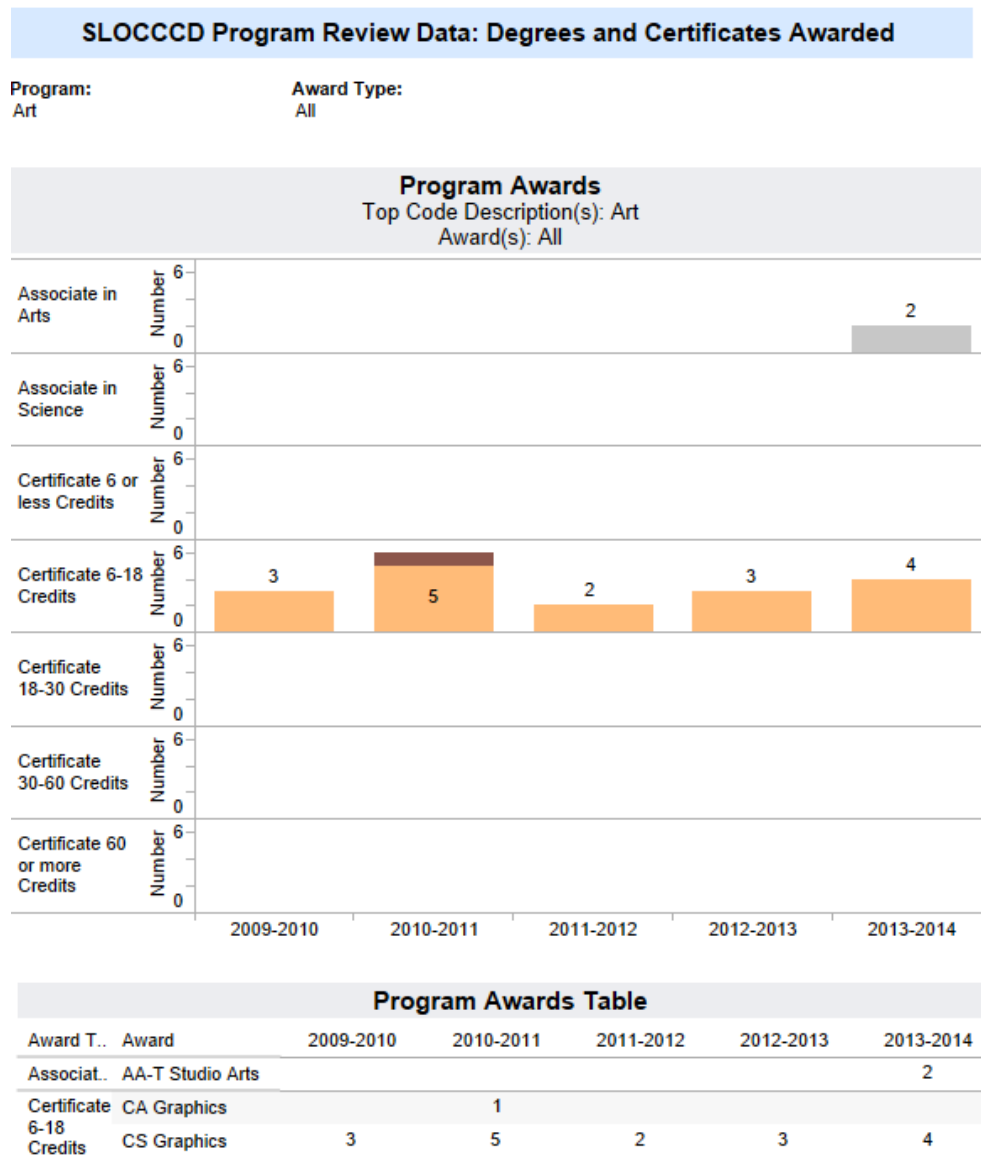 SLOCCCD Program Review Data: Degrees and Certificates Awarded
Program: Award Type:
Art All
Program Awards
Top Code Description(s): Art
Award(s): All
Associate in
Arts
Number
6
0
2
Associate in
Science
Number
6
0
Certificate 6 or
less Credits
Number
6
0
Certificate 6-18
Credits
Number
6
0
3 5 2 3 4
Certificate
18-30 Credits
Number
6
0
Certificate
30-60 Credits
Number
6
0
Certificate 60
or more
Credits
Number
6
0
2009-2010 2010-2011 2011-2012 2012-2013 2013-2014
Program Awards Table
Award T.. Award 2009-2010 2010-2011 2011-2012 2012-2013 2013-2014
Associat.. AA-T Studio Arts 2
Certificate
6-18
Credits
CA Graphics 1
CS Graphics 3 5 2 3 4